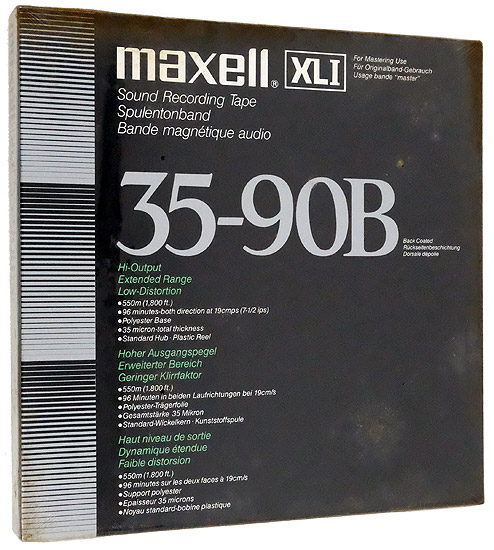 maxell® XLI
For Mastering Use
Für Originalband-Gebrauch
Usage bande "master"
Sound Recording Tape
Spulentonband
Bande magnétique audio
35-90B
Back Coated
Rückseitenbeschichtung
Dorsale dépolie
Hi-Output
Extended Range
Low-Distortion
●550m (1,800 ft.)
●96 minutes-both direction at 19cmps (7-1/2 ips)
●Polyester Base
●35 micron-total thickness
●Standard Hub · Plastic Reel
Hoher Ausgangspegel
Erweiterter Bereich
Geringer Klirrfaktor
●550m (1,800 ft.)
●96 Minuten in beiden Laufrichtungen bei 19cm/s
●Polyester-Trägerfolie
●Gesamtstärke 35 Mikron
●Standard-Wickelkern · Kunststoffspule
Haut niveau de sortie
Dynamique étendue
Faible distorsion
●550m (1,800 ft.)
●96 minutes sur les deux faces à 19cm/s
●Support polyester
●Epaisseur 35 microns
●Noyau standard-bobine plastique